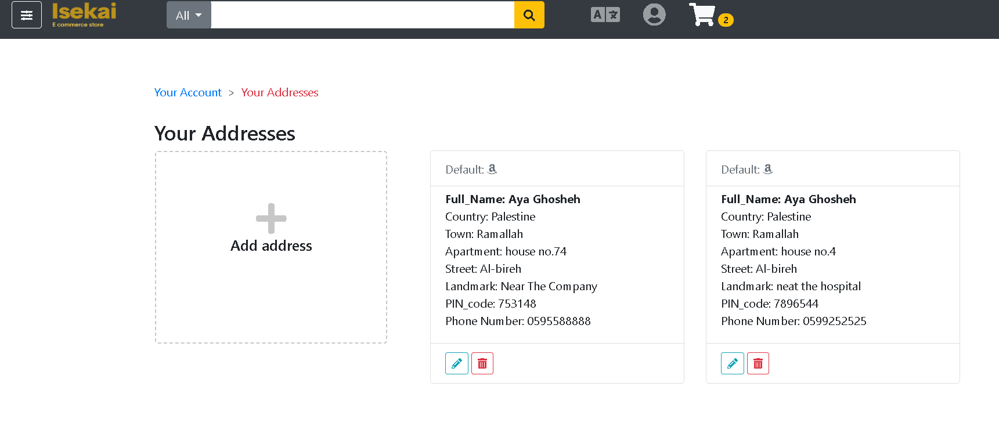 Isekai
E commerce store
All
2
Your Account > Your Addresses
Your Addresses
Add address
Default:
Full_Name: Aya Ghosheh
Country: Palestine
Town: Ramallah
Apartment: house no.74
Street: Al-bireh
Landmark: Near The Company
PIN_code: 753148
Phone Number: 0595588888
Default:
Full_Name: Aya Ghosheh
Country: Palestine
Town: Ramallah
Apartment: house no.4
Street: Al-bireh
Landmark: neat the hospital
PIN_code: 7896544
Phone Number: 0599252525